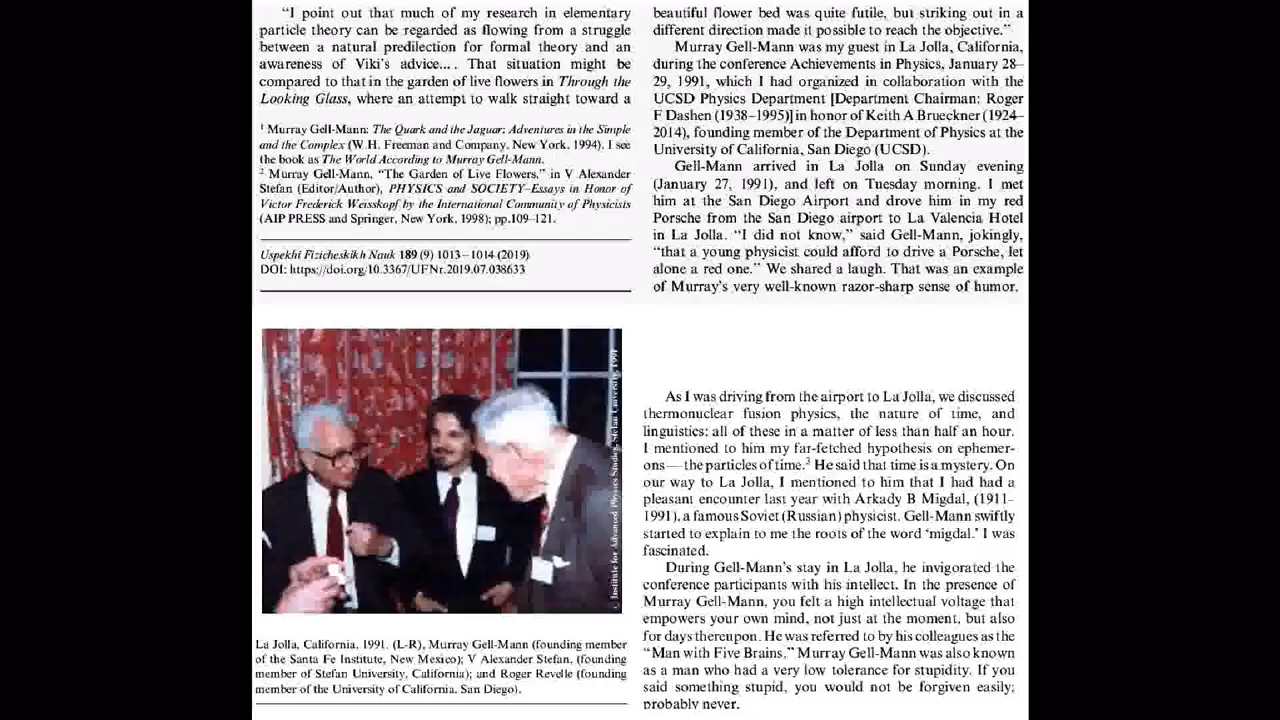 “I point out that much of my research in elementary
particle theory can be regarded as flowing from a struggle
between a natural predilection for formal theory and an
awareness of Viki's advice.... That situation might be
compared to that in the garden of live flowers in Through the
Looking Glass, where an attempt to walk straight toward a
1 Murray Gell-Mann: The Quark and the Jaguar: Adventures in the Simple
and the Complex (W.H. Freeman and Company, New York, 1994). I see
the book as The World According to Murray Gell-Mann.
2 Murray Gell-Mann, “The Garden of Live Flowers,” in V Alexander
Stefan (Editor/Author), PHYSICS and SOCIETY–Essays in Honor of
Victor Frederick Weisskopf by the International Community of Physicists
(AIP PRESS and Springer, New York, 1998); pp.109–121.
Uspekhi Fizicheskikh Nauk 189 (9) 1013–1014 (2019)
DOI: https://doi.org/10.3367/UFNr.2019.07.038633
© Institute for Advanced Physics Studies, Stefan University, 1991
La Jolla, California, 1991. (L-R), Murray Gell-Mann (founding member
of the Santa Fe Institute, New Mexico); V Alexander Stefan, (founding
member of Stefan University, California); and Roger Revelle (founding
member of the University of California, San Diego).
beautiful flower bed was quite futile, but striking out in a
different direction made it possible to reach the objective.”
Murray Gell-Mann was my guest in La Jolla, California,
during the conference Achievements in Physics, January 28–
29, 1991, which I had organized in collaboration with the
UCSD Physics Department [Department Chairman: Roger
F Dashen (1938–1995)] in honor of Keith A Brueckner (1924–
2014), founding member of the Department of Physics at the
University of California, San Diego (UCSD).
Gell-Mann arrived in La Jolla on Sunday evening
(January 27, 1991), and left on Tuesday morning. I met
him at the San Diego Airport and drove him in my red
Porsche from the San Diego airport to La Valencia Hotel
in La Jolla. “I did not know,” said Gell-Mann, jokingly,
“that a young physicist could afford to drive a Porsche, let
alone a red one.” We shared a laugh. That was an example
of Murray's very well-known razor-sharp sense of humor.
As I was driving from the airport to La Jolla, we discussed
thermonuclear fusion physics, the nature of time, and
linguistics; all of these in a matter of less than half an hour.
I mentioned to him my far-fetched hypothesis on ephemer-
ons—the particles of time.3 He said that time is a mystery. On
our way to La Jolla, I mentioned to him that I had had a
pleasant encounter last year with Arkady B Migdal, (1911–
1991), a famous Soviet (Russian) physicist. Gell-Mann swiftly
started to explain to me the roots of the word ‘migdal.’ I was
fascinated.
During Gell-Mann's stay in La Jolla, he invigorated the
conference participants with his intellect. In the presence of
Murray Gell-Mann, you felt a high intellectual voltage that
empowers your own mind, not just at the moment, but also
for days thereupon. He was referred to by his colleagues as the
“Man with Five Brains.” Murray Gell-Mann was also known
as a man who had a very low tolerance for stupidity. If you
said something stupid, you would not be forgiven easily;
probably never.